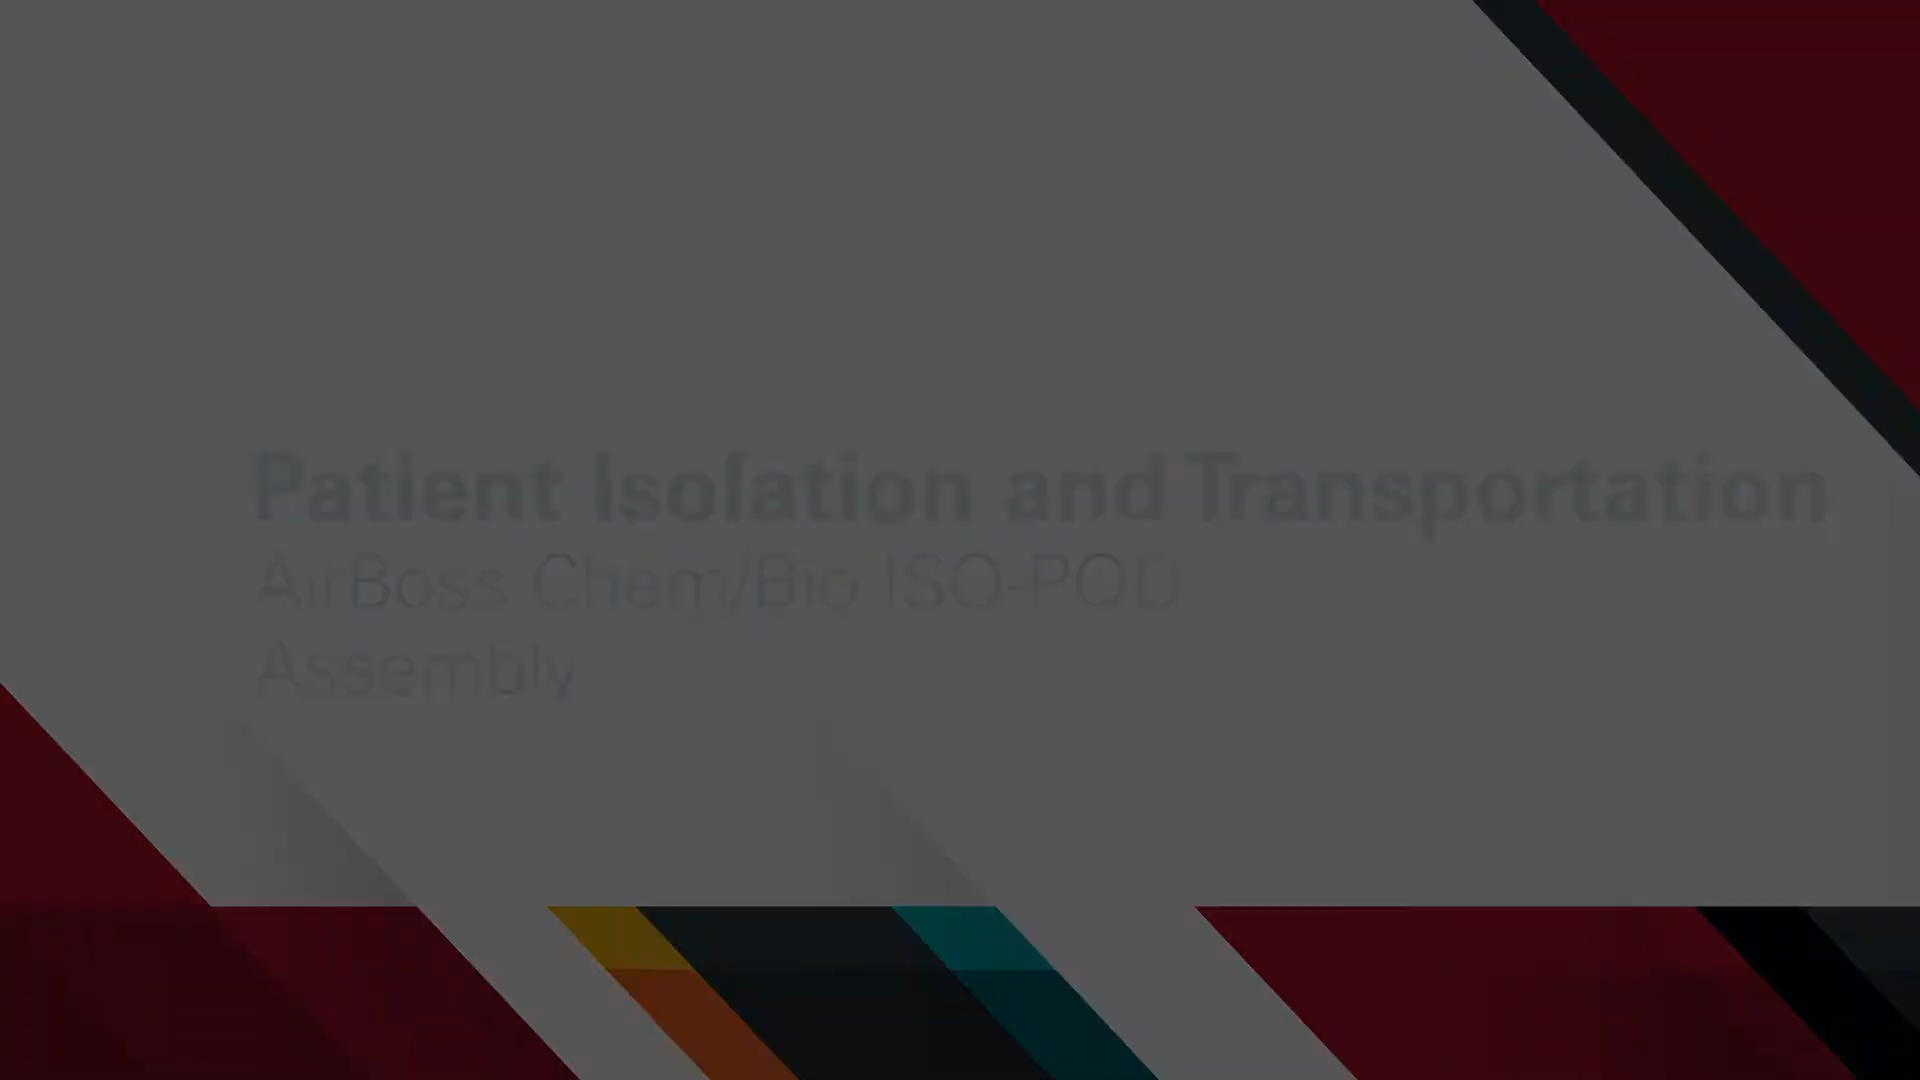 Patient Isolation and Transportation
AirBoss Chem/Bio ISO-POD
Assembly